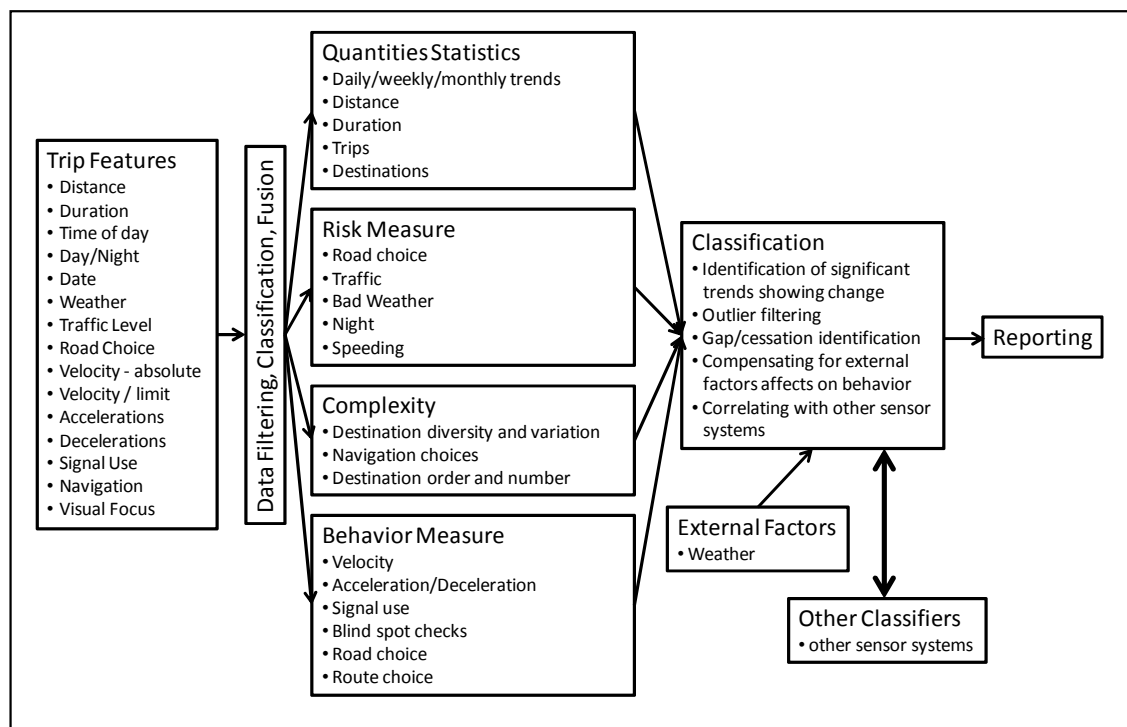 Trip Features
• Distance
• Duration
• Time of day
• Day/Night
• Date
• Weather
• Traffic Level
• Road Choice
• Velocity - absolute
• Velocity / limit
• Accelerations
• Decelerations
• Signal Use
• Navigation
• Visual Focus
Data Filtering, Classification, Fusion
Quantities Statistics
• Daily/weekly/monthly trends
• Distance
• Duration
• Trips
• Destinations
Risk Measure
• Road choice
• Traffic
• Bad Weather
• Night
• Speeding
Complexity
• Destination diversity and variation
• Navigation choices
• Destination order and number
Behavior Measure
• Velocity
• Acceleration/Deceleration
• Signal use
• Blind spot checks
• Road choice
• Route choice
Classification
• Identification of significant
trends showing change
• Outlier filtering
• Gap/cessation identification
• Compensating for external
factors affects on behavior
• Correlating with other sensor
systems
External Factors
• Weather
Other Classifiers
• other sensor systems
Reporting